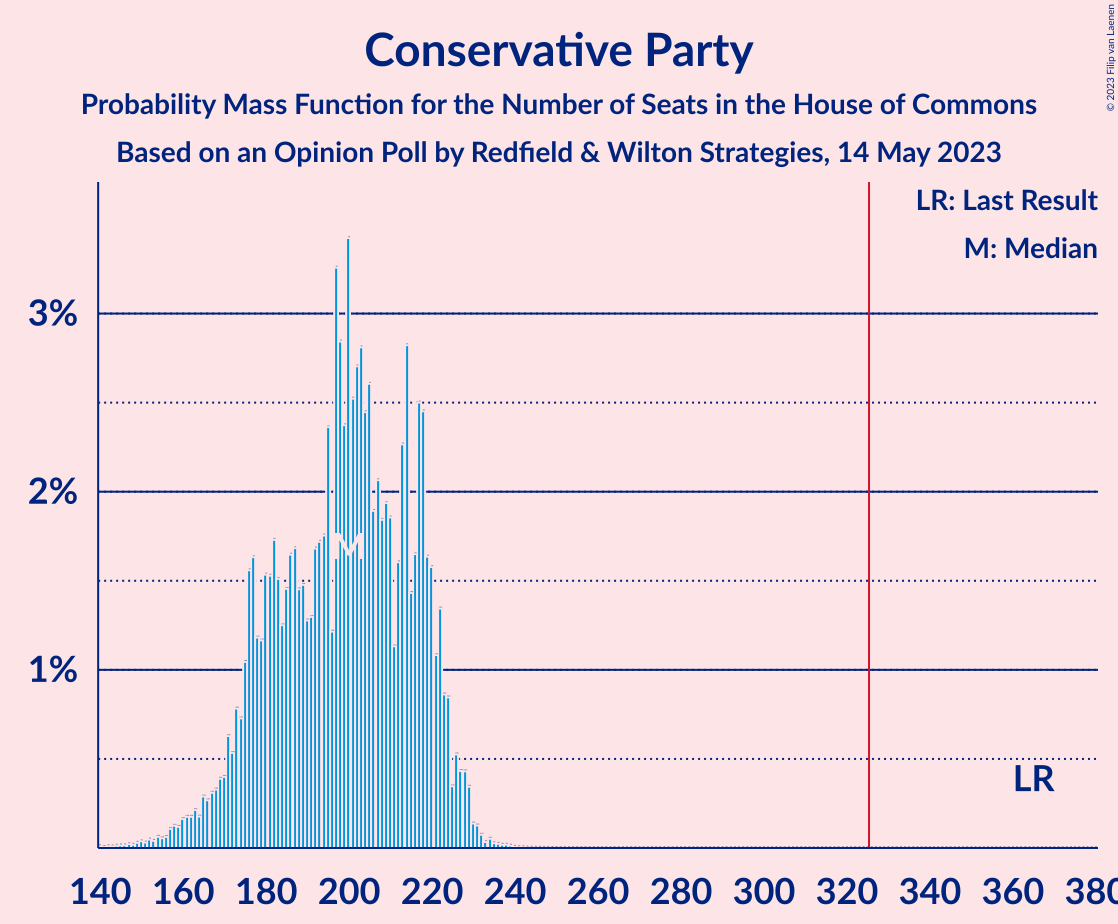 Conservative Party
Probability Mass Function for the Number of Seats in the House of Commons
Based on an Opinion Poll by Redfield & Wilton Strategies, 14 May 2023
© 2023 Filip van Laenen
LR: Last Result
M: Median
3%
2%
1%
M
LR
140 160 180 200 220 240 260 280 300 320 340 360 380